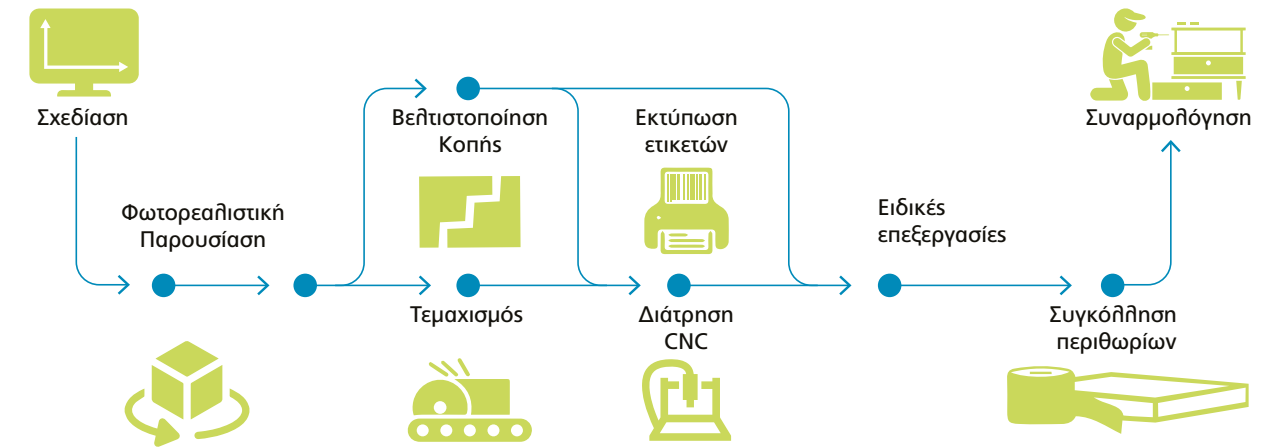 Σχεδίαση
Φωτορεαλιστική
Παρουσίαση
Βελτιστοποίηση
Κοπής
Τεμαχισμός
Εκτύπωση
ετικετών
Διάτρηση
CNC
Ειδικές
επεξεργασίες
Συγκόλληση
περιθωρίων
Συναρμολόγηση